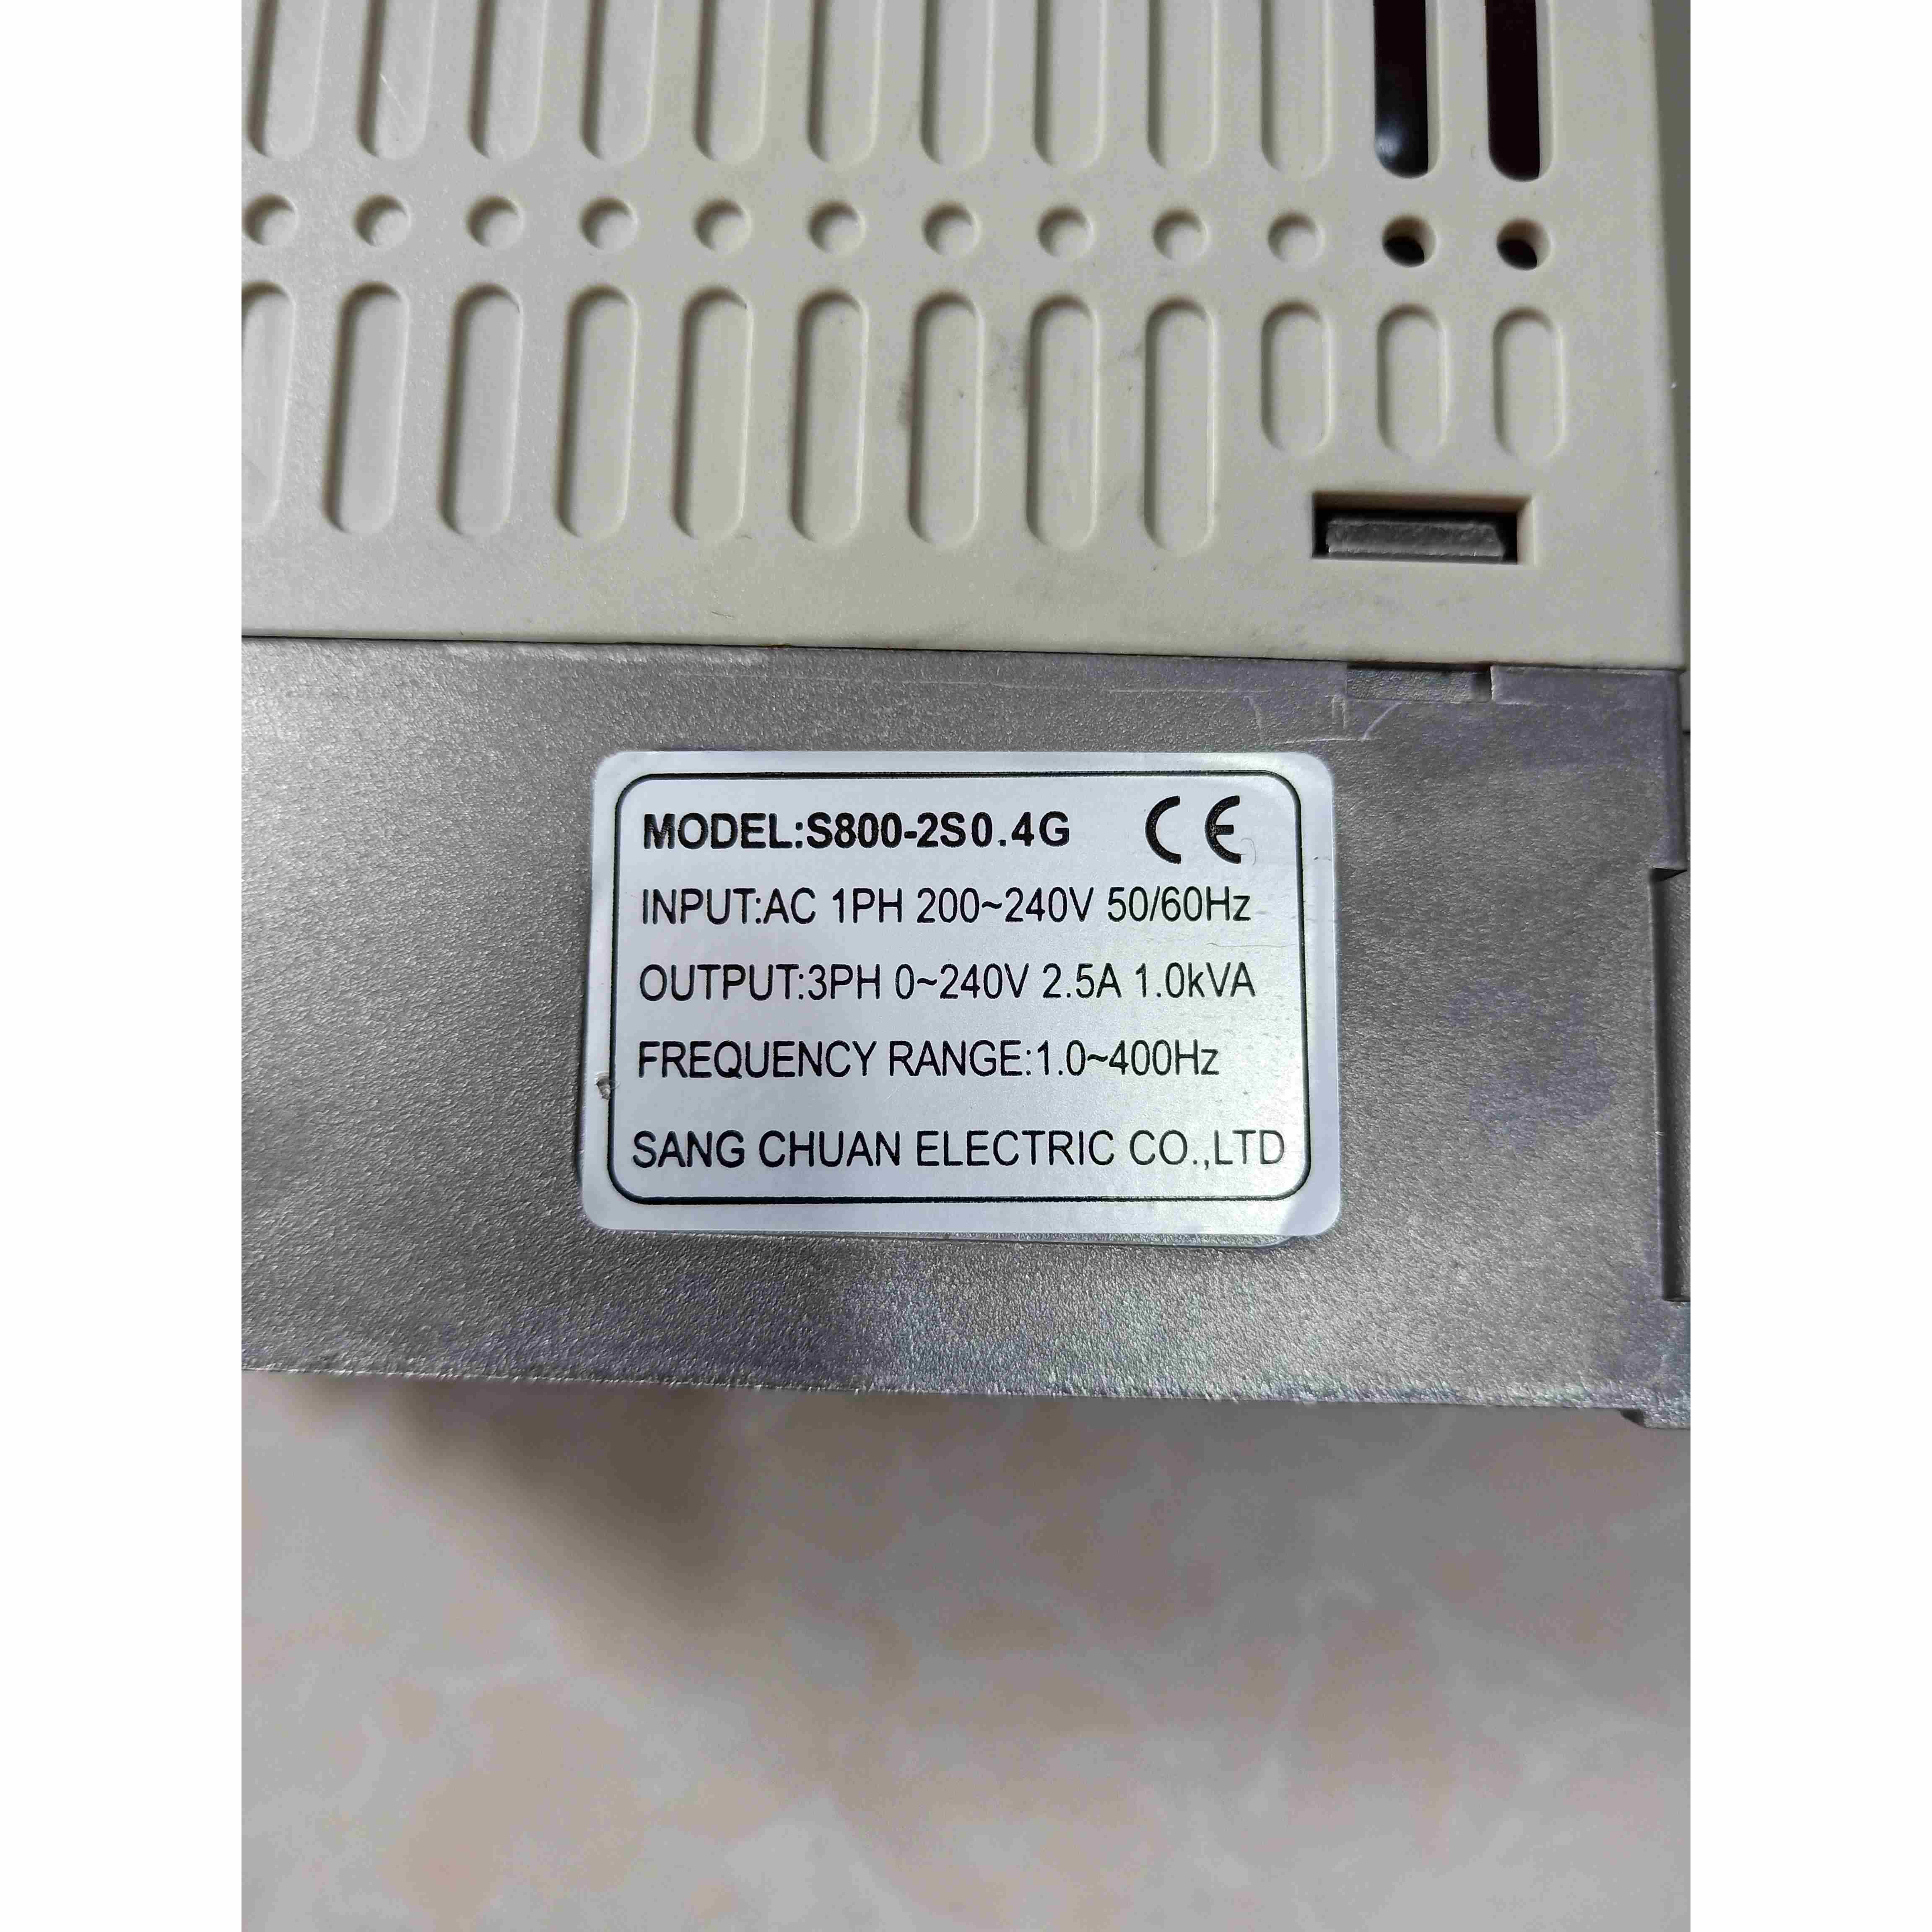 MODEL:S800-2S0.4G CE
INPUT:AC 1PH 200~240V 50/60Hz
OUTPUT:3PH 0~240V 2.5A 1.0kVA
FREQUENCY RANGE:1.0~400Hz
SANG CHUAN ELECTRIC CO.,LTD